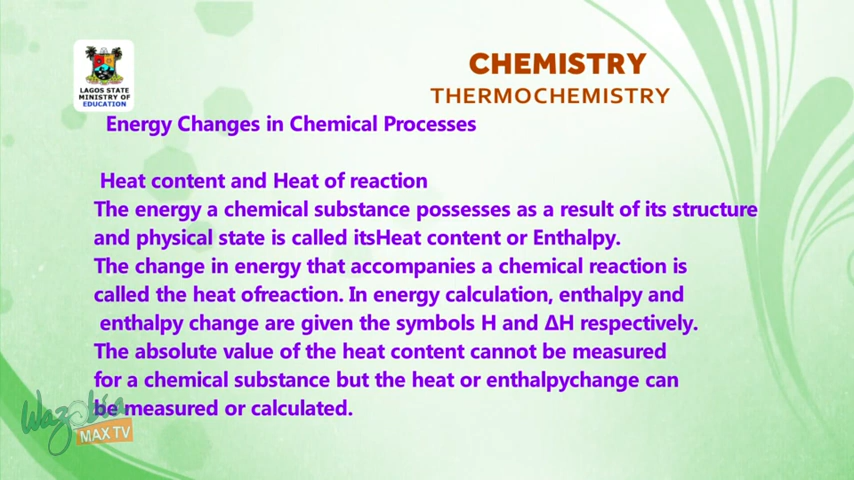 LAGOS STATE
MINISTRY OF
EDUCATION
CHEMISTRY
THERMOCHEMISTRY
Energy Changes in Chemical Processes
Heat content and Heat of reaction
The energy a chemical substance possesses as a result of its structure
and physical state is called itsHeat content or Enthalpy.
The change in energy that accompanies a chemical reaction is
called the heat ofreaction. In energy calculation, enthalpy and
enthalpy change are given the symbols H and ΔH respectively.
The absolute value of the heat content cannot be measured
for a chemical substance but the heat or enthalpychange can
be measured or calculated.
Wazobia
MAX TV